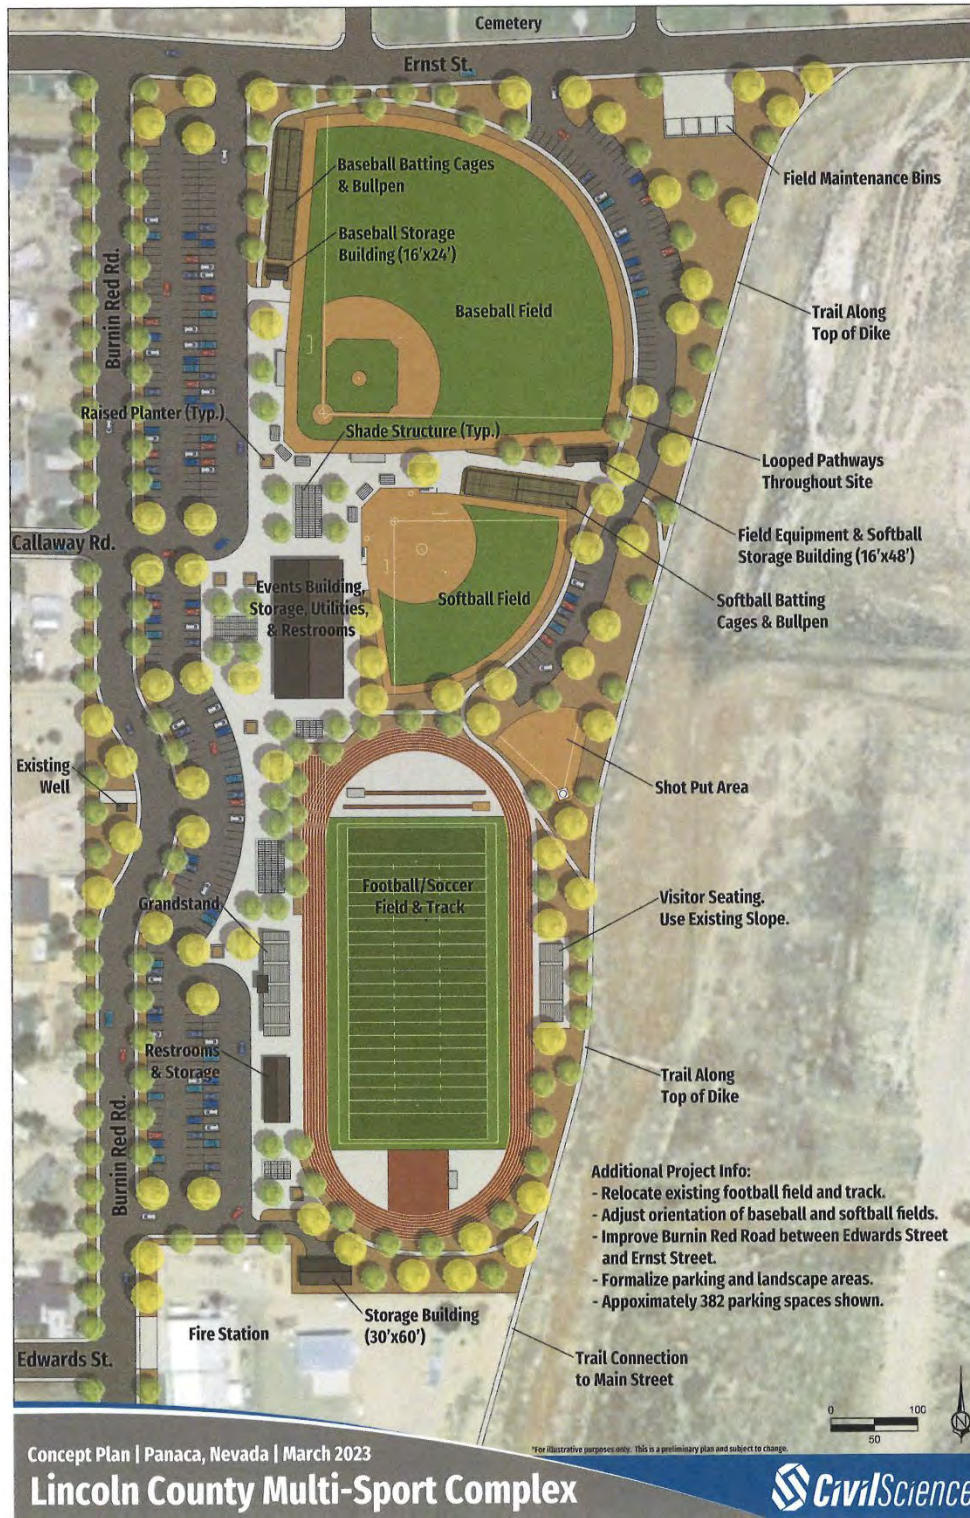 Cemetery
Ernst St.
Baseball Batting Cages
& Bullpen
Field Maintenance Bins
Baseball Storage
Building (16'x24')
Burnin Red Rd.
Baseball Field
Trail Along
Top of Dike
Raised Planter (Typ.)
Shade Structure (Typ.)
Looped Pathways
Throughout Site
Callaway Rd.
Field Equipment & Softball
Storage Building (16'x48')
Events Building,
Storage, Utilities,
& Restrooms
Softball Field
Softball Batting
Cages & Bullpen
Existing
Well
Shot Put Area
Football/Soccer
Field & Track
Grandstand
Visitor Seating.
Use Existing Slope.
Restrooms
& Storage
Trail Along
Top of Dike
Burnin Red Rd.
Additional Project Info:
- Relocate existing football field and track.
- Adjust orientation of baseball and softball fields.
- Improve Burnin Red Road between Edwards Street
and Ernst Street.
- Formalize parking and landscape areas.
- Appoximately 382 parking spaces shown.
Storage Building
(30'x60')
Fire Station
Edwards St.
Trail Connection
to Main Street
0 100
50
N
*For illustrative purposes only. This is a preliminary plan and subject to change.
Concept Plan | Panaca, Nevada | March 2023
Lincoln County Multi-Sport Complex
CivilScience